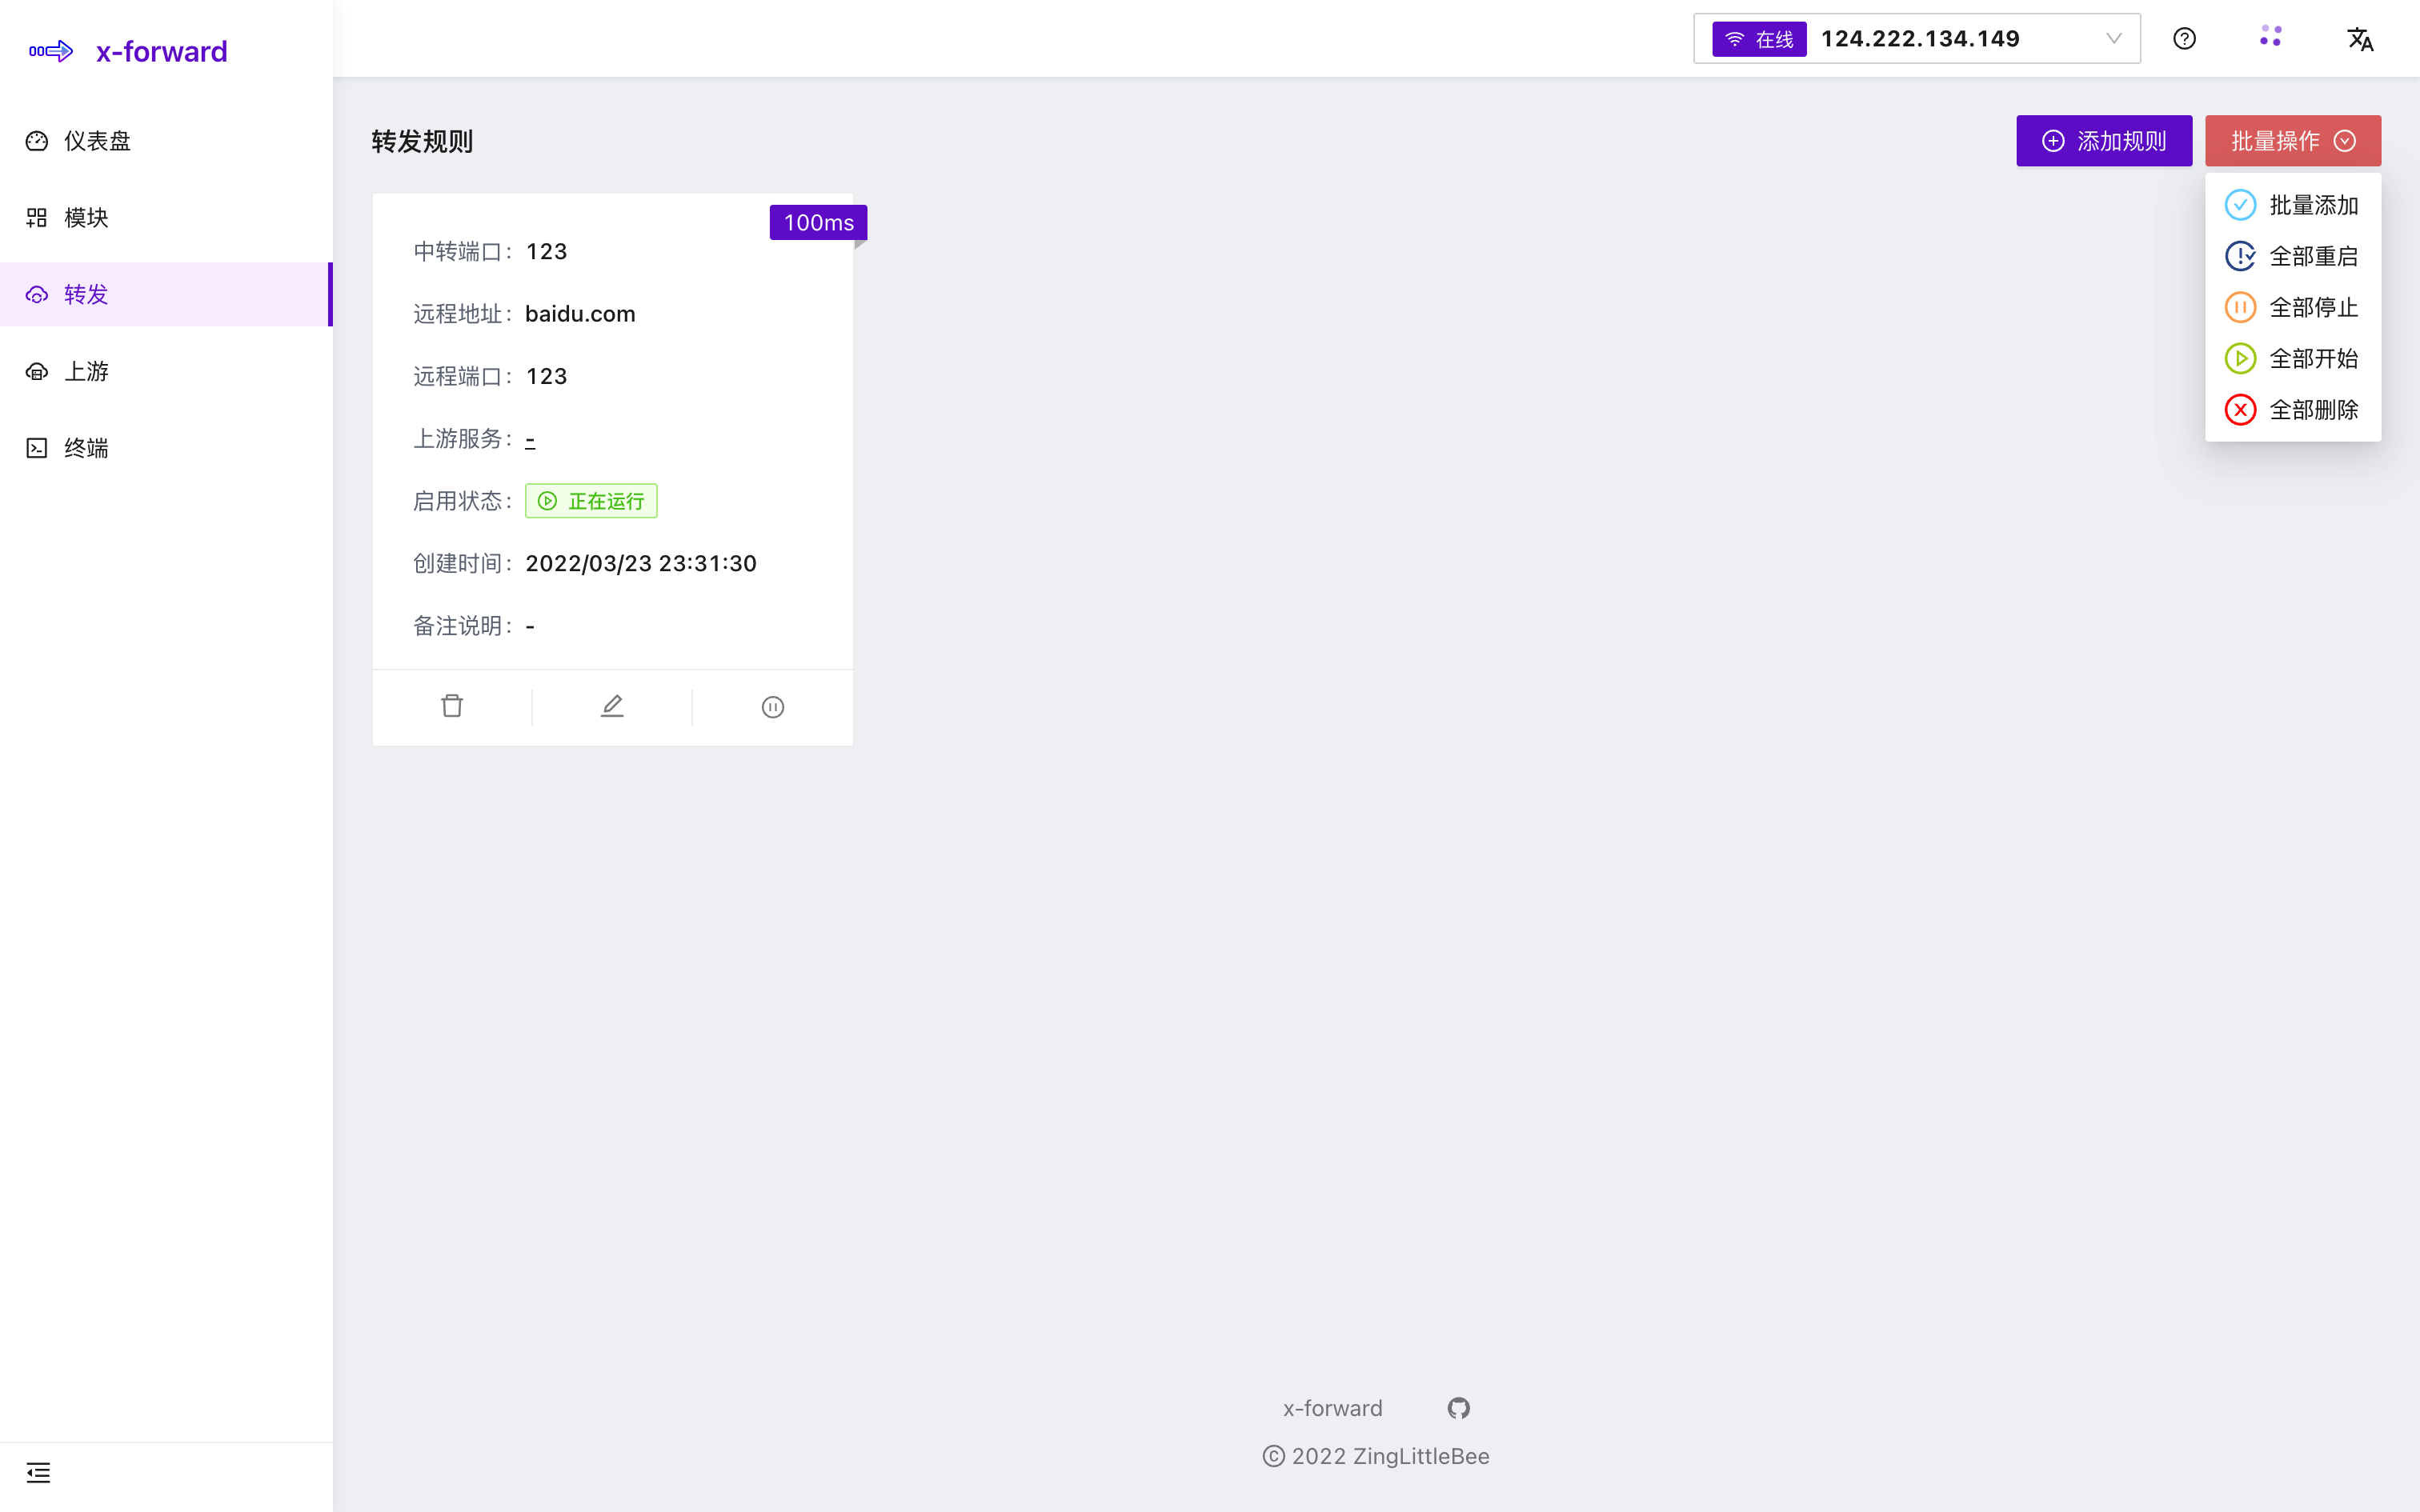 x-forward
在线 124.222.134.149
仪表盘
模块
转发
上游
终端
转发规则
添加规则
批量操作
批量添加
全部重启
全部停止
全部开始
全部删除
100ms
中转端口: 123
远程地址: baidu.com
远程端口: 123
上游服务: -
启用状态: 正在运行
创建时间: 2022/03/23 23:31:30
备注说明: -
x-forward
© 2022 ZingLittleBee